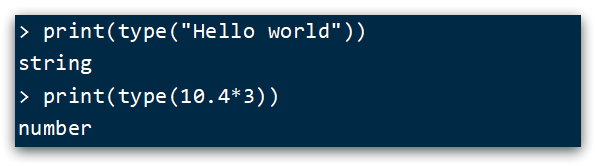 > print(type("Hello world"))
string
> print(type(10.4*3))
number